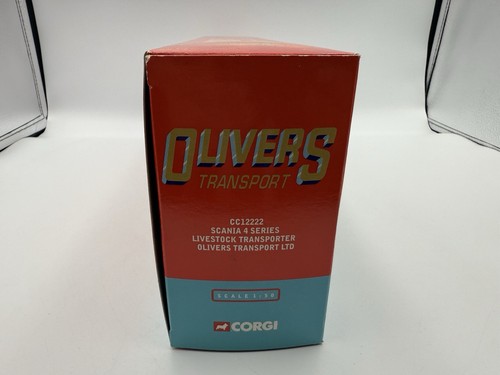 OLIVERS
TRANSPORT
CC12222
SCANIA 4 SERIES
LIVESTOCK TRANSPORTER
OLIVERS TRANSPORT LTD
SCALE 1:50
CORGI